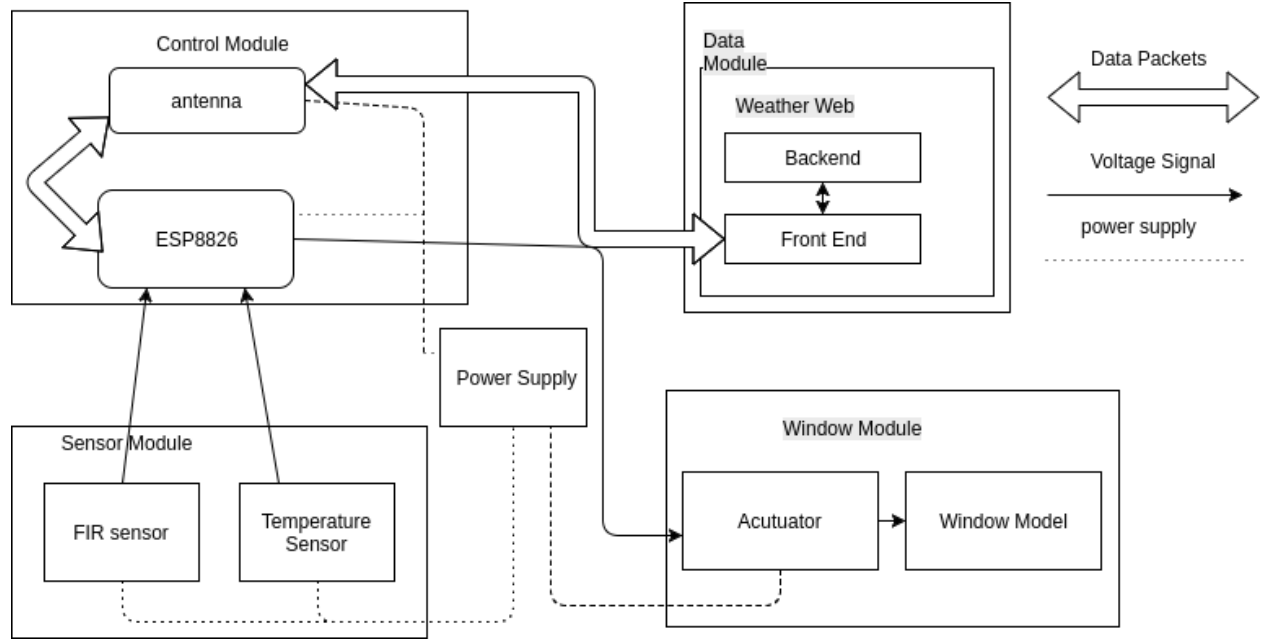 Control Module
antenna
ESP8826
Data
Module
Weather Web
Backend
Front End
Data Packets
Voltage Signal
power supply
Power Supply
Sensor Module
FIR sensor
Temperature
Sensor
Window Module
Acutuator
Window Model